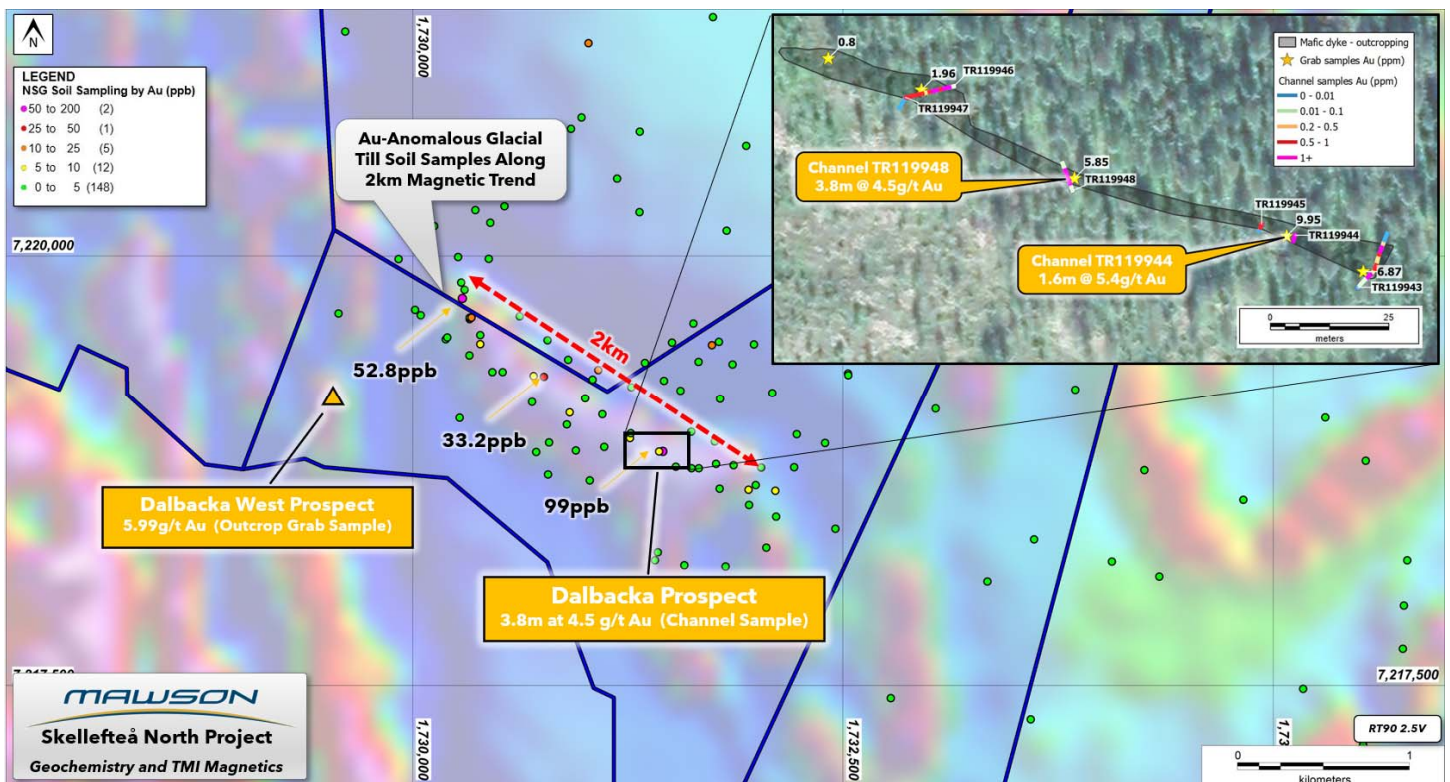 N
LEGEND
NSG Soil Sampling by Au (ppb)
50 to 200 (2)
25 to 50 (1)
10 to 25 (5)
5 to 10 (12)
0 to 5 (148)
1,730,000
Au-Anomalous Glacial
Till Soil Samples Along
2km Magnetic Trend
7,220,000
2km
52.8ppb
33.2ppb
99ppb
Dalbacka West Prospect
5.99g/t Au (Outcrop Grab Sample)
Dalbacka Prospect
3.8m at 4.5 g/t Au (Channel Sample)
0.8
1.96
TR119946
TR119947
Channel TR119948
3.8m @ 4.5g/t Au
5.85
TR119948
TR119945
9.95
TR119944
Channel TR119944
1.6m @ 5.4g/t Au
6.87
TR119943
Mafic dyke - outcropping
Grab samples Au (ppm)
Channel samples Au (ppm)
0 - 0.01
0.01 - 0.1
0.2 - 0.5
0.5 - 1
1+
0 25
meters
7,217,500
7,217,500
MAWSON
Skellefteå North Project
Geochemistry and TMI Magnetics
1,730,000
1,732,500
RT90 2.5V
0 1
kilometers